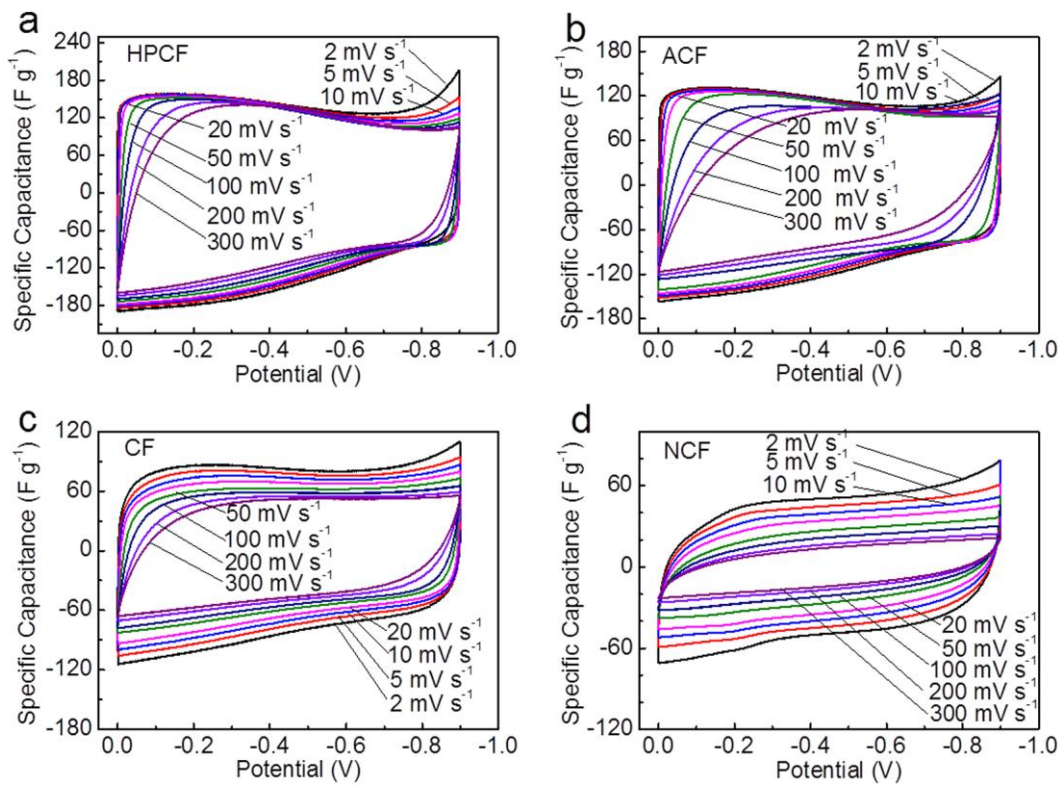 a
HPCF
2 mV s⁻¹
5 mV s⁻¹
10 mV s⁻¹
20 mV s⁻¹
50 mV s⁻¹
100 mV s⁻¹
200 mV s⁻¹
300 mV s⁻¹
240
180
120
60
0
-60
-120
-180
Specific Capacitance (F g⁻¹)
0.0 -0.2 -0.4 -0.6 -0.8 -1.0
Potential (V)
b
ACF
2 mV s⁻¹
5 mV s⁻¹
10 mV s⁻¹
20 mV s⁻¹
50 mV s⁻¹
100 mV s⁻¹
200 mV s⁻¹
300 mV s⁻¹
180
120
60
0
-60
-120
-180
Specific Capacitance (F g⁻¹)
0.0 -0.2 -0.4 -0.6 -0.8 -1.0
Potential (V)
c
CF
50 mV s⁻¹
100 mV s⁻¹
200 mV s⁻¹
300 mV s⁻¹
20 mV s⁻¹
10 mV s⁻¹
5 mV s⁻¹
2 mV s⁻¹
120
60
0
-60
-120
-180
Specific Capacitance (F g⁻¹)
0.0 -0.2 -0.4 -0.6 -0.8 -1.0
Potential (V)
d
NCF
2 mV s⁻¹
5 mV s⁻¹
10 mV s⁻¹
20 mV s⁻¹
50 mV s⁻¹
100 mV s⁻¹
200 mV s⁻¹
300 mV s⁻¹
60
0
-60
-120
Specific Capacitance (F g⁻¹)
0.0 -0.2 -0.4 -0.6 -0.8 -1.0
Potential (V)